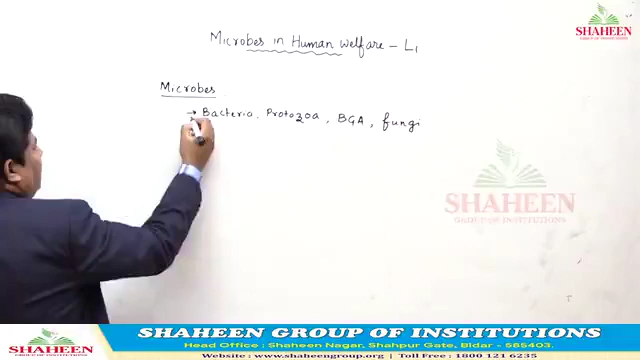 SHAHEEN
GROUP OF INSTITUTIONS
Microbes in Human Welfare - L1
Microbes
→ Bacteria, Protozoa, BGA, fungi
SHAHEEN
GROUP OF INSTITUTIONS
SHAHEEN
GROUP OF INSTITUTIONS
SHAHEEN GROUP OF INSTITUTIONS
Head Office : Shaheen Nagar, Shahpur Gate, Bidar - 585403.
Website : www.shaheengroup.org | Toll Free : 1800 121 6235